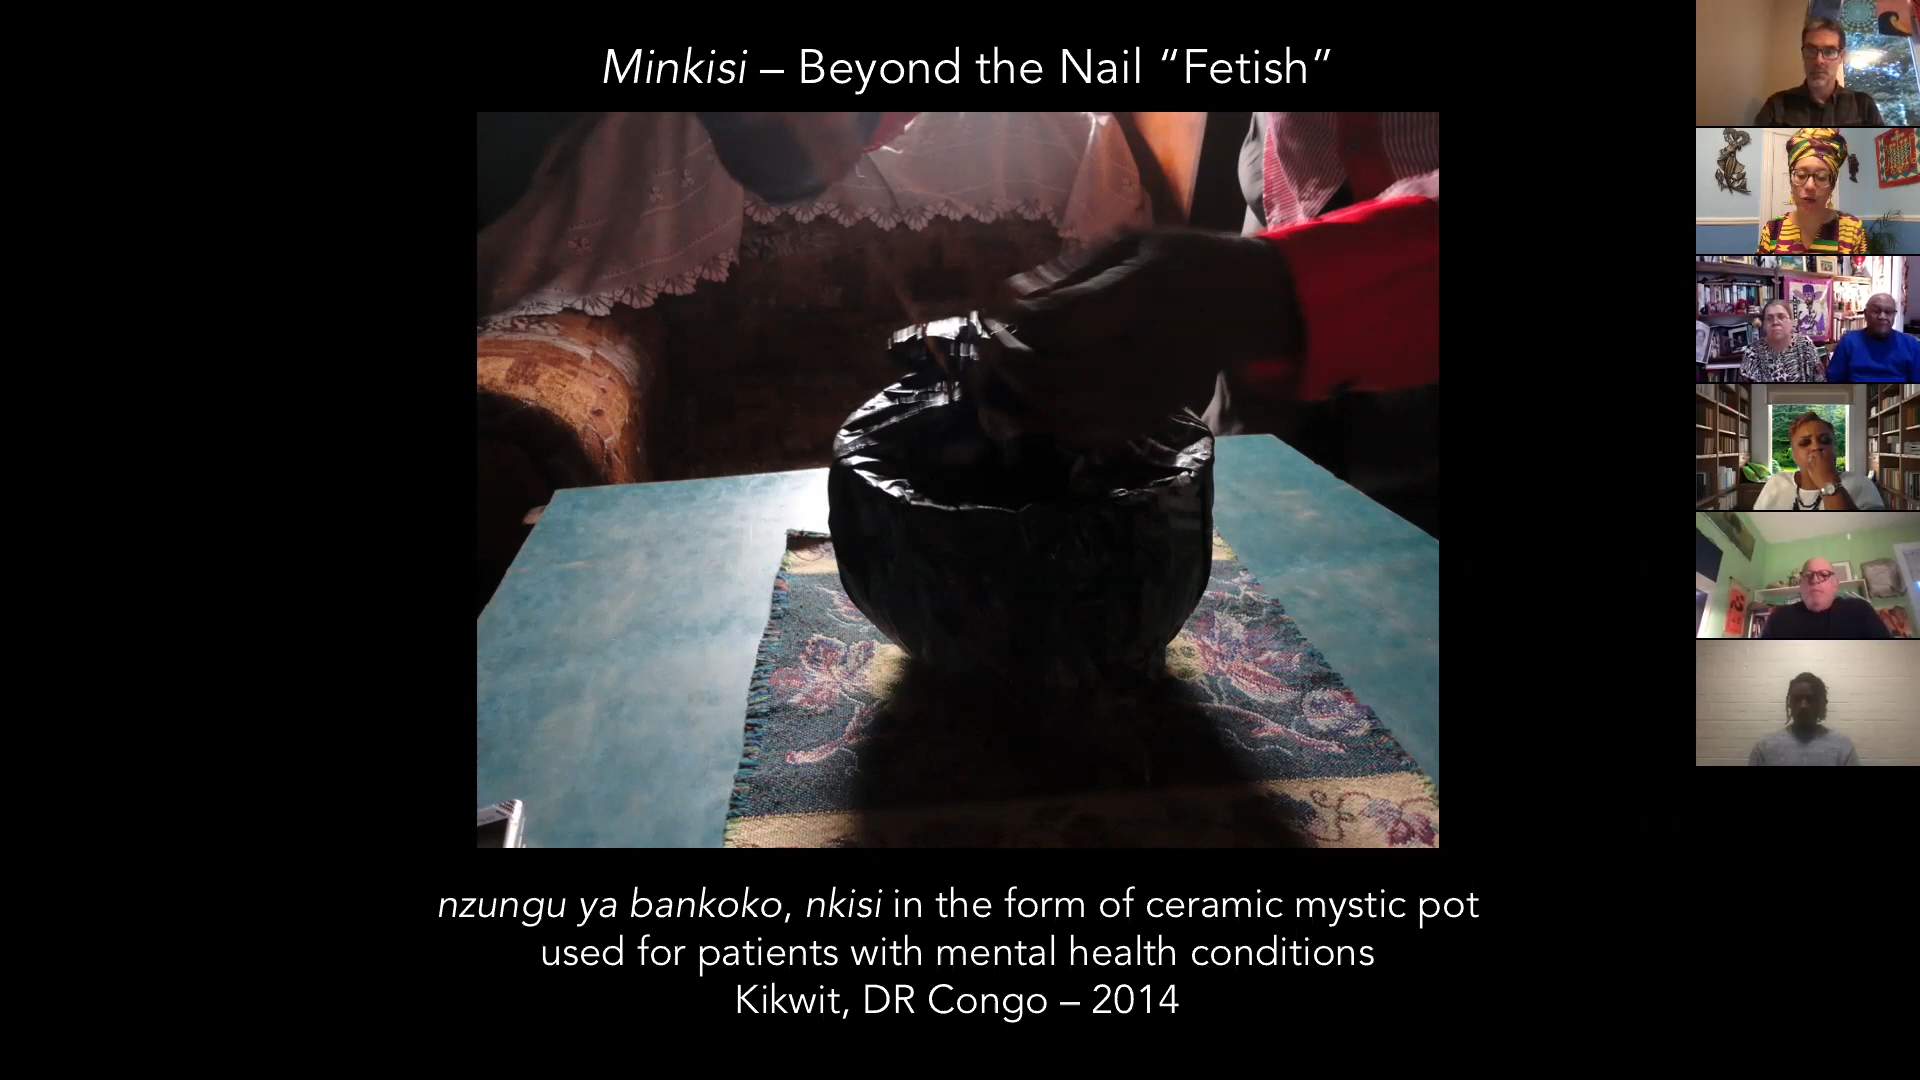 Minkisi – Beyond the Nail “Fetish”
nzungu ya bankoko, nkisi in the form of ceramic mystic pot
used for patients with mental health conditions
Kikwit, DR Congo – 2014